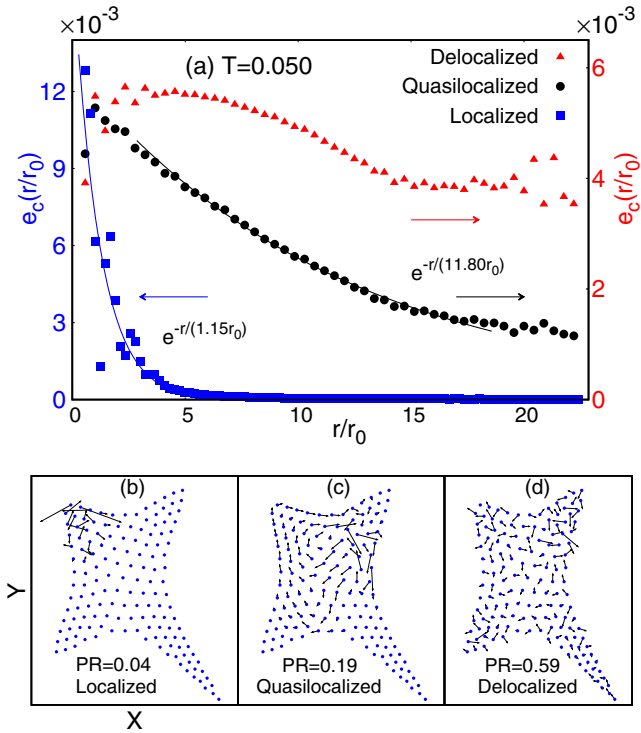 ×10⁻³ ×10⁻³
(a) T=0.050
Delocalized
Quasilocalized
Localized
12
9
6
3
0
e_c(r/r_0)
6
4
2
0
e_c(r/r_0)
e^{-r/(11.80r_0)}
e^{-r/(1.15r_0)}
0 5 10 15 20
r/r_0
(b) (c) (d)
Y
PR=0.04 PR=0.19 PR=0.59
Localized Quasilocalized Delocalized
X